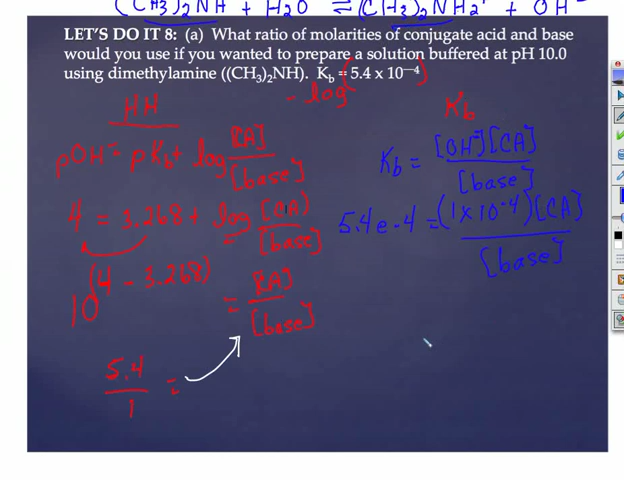 (CH3)2NH + H2O ⇌ (CH3)2NH2+ + OH-
LET'S DO IT 8: (a) What ratio of molarities of conjugate acid and base
would you use if you wanted to prepare a solution buffered at pH 10.0
using dimethylamine ((CH3)2NH). Kb = 5.4 x 10^-4
-log( )
HH
pOH = pKb + log [CA]/[base]
4 = 3.268 + log [CA]/[base]
10^(4 - 3.268) = [CA]/[base]
5.4/1 =
Kb
Kb = [OH-][CA]/[base]
5.4e-4 = (1x10^-4)[CA]/[base]